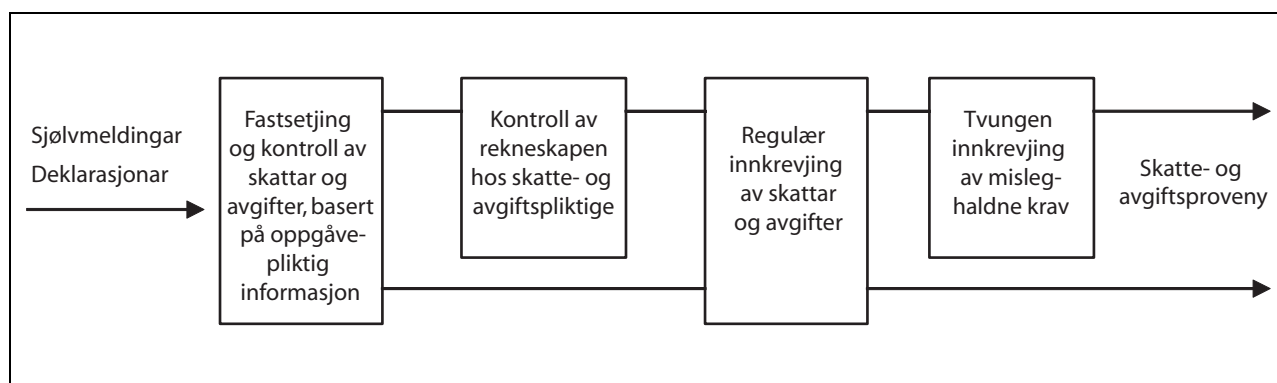 Sjølvmeldingar
Deklarasjonar
Fastsetjing
og kontroll av
skattar og
avgifter, basert
på oppgåve-
pliktig
informasjon
Kontroll av
rekneskapen
hos skatte- og
avgiftspliktige
Regulær
innkrevjing
av skattar
og avgifter
Tvungen
innkrevjing
av misleg-
haldne krav
Skatte- og
avgiftsproveny